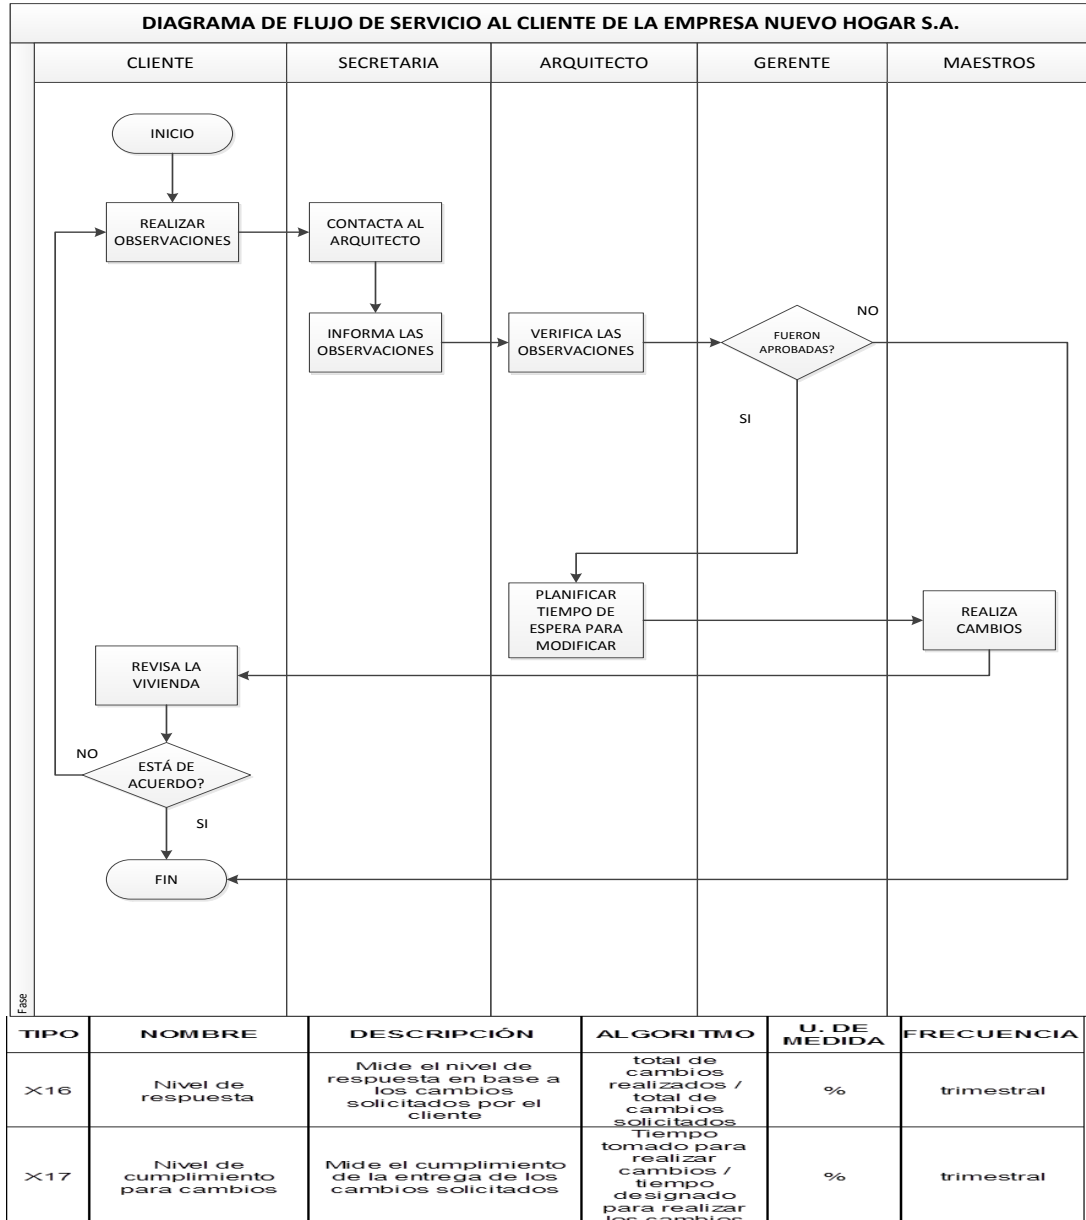 DIAGRAMA DE FLUJO DE SERVICIO AL CLIENTE DE LA EMPRESA NUEVO HOGAR S.A.
CLIENTE
SECRETARIA
ARQUITECTO
GERENTE
MAESTROS
INICIO
REALIZAR
OBSERVACIONES
CONTACTA AL
ARQUITECTO
INFORMA LAS
OBSERVACIONES
VERIFICA LAS
OBSERVACIONES
FUERON
APROBADAS?
NO
SI
PLANIFICAR
TIEMPO DE
ESPERA PARA
MODIFICAR
REALIZA
CAMBIOS
REVISA LA
VIVIENDA
NO
ESTÁ DE
ACUERDO?
SI
FIN
Fase
TIPO
NOMBRE
DESCRIPCIÓN
ALGORITMO
U. DE
MEDIDA
FRECUENCIA
X16
Nivel de
respuesta
Mide el nivel de
respuesta en base a
los cambios
solicitados por el
cliente
total de
cambios
realizados /
total de
cambios
solicitados
%
trimestral
X17
Nivel de
cumplimiento
para cambios
Mide el cumplimiento
de la entrega de los
cambios solicitados
Tiempo
tomado para
realizar
cambios /
tiempo
designado
para realizar
los cambios
%
trimestral